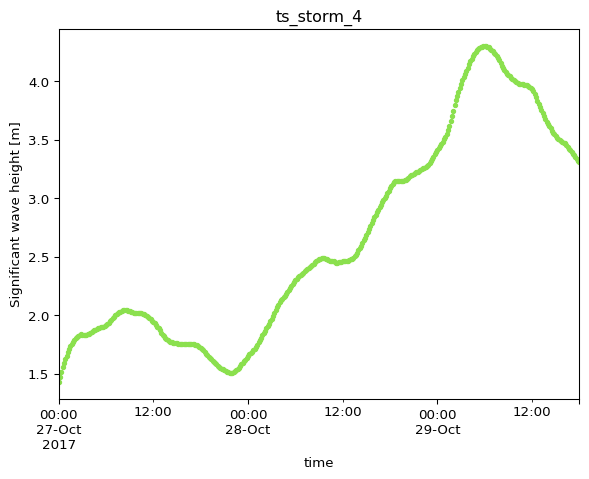 ts_storm_4
Significant wave height [m]
4.0
3.5
3.0
2.5
2.0
1.5
00:00 12:00 00:00 12:00 00:00 12:00
27-Oct 28-Oct 29-Oct
2017
time